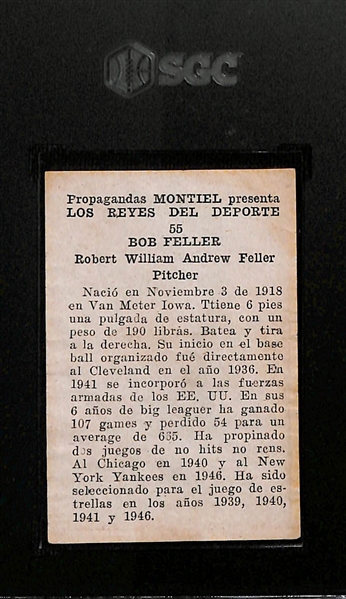 SGC
Propagandas MONTIEL presenta
LOS REYES DEL DEPORTE
55
BOB FELLER
Robert William Andrew Feller
Pitcher
Nació en Noviembre 3 de 1918
en Van Meter Iowa. Ttiene 6 pies
una pulgada de estatura, con un
peso de 190 libras. Batea y tira
a la derecha. Su inicio en el base
ball organizado fué directamente
al Cleveland en el año 1936. En
1941 se incorporó a las fuerzas
armadas de los EE. UU. En sus
6 años de big leaguer ha ganado
107 games y perdido 54 para un
average de 665. Ha propinado
dos juegos de no hits no rens.
Al Chicago en 1940 y al New
York Yankees en 1946. Ha sido
seleccionado para el juego de es-
trellas en los años 1939, 1940,
1941 y 1946.